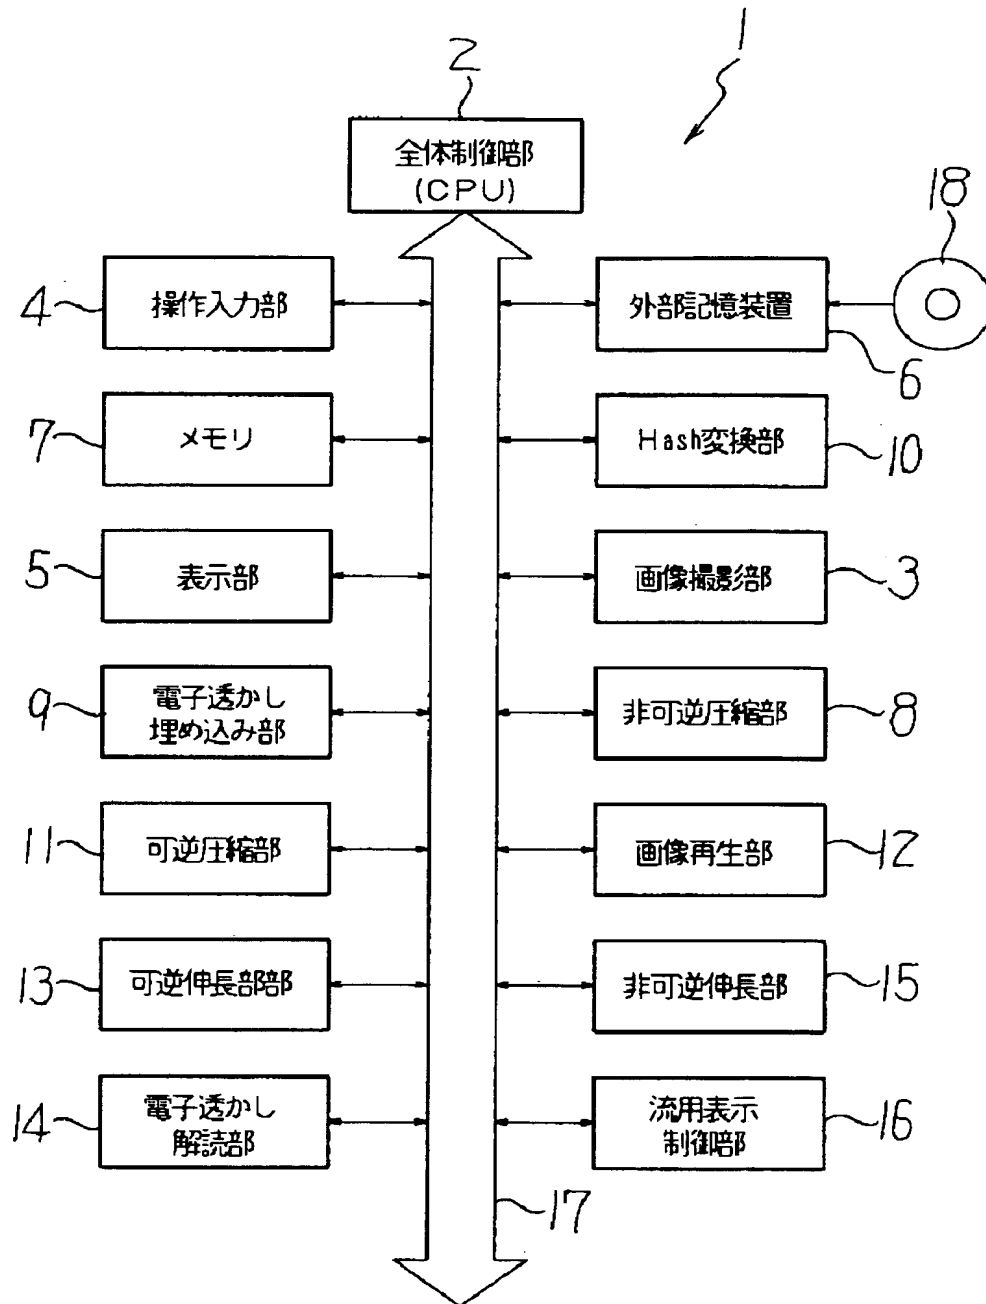 1
2
全体制御部
(CPU)
18
4
操作入力部
外部記憶装置
6
7
メモリ
Hash変換部
10
5
表示部
画像撮影部
3
9
電子透かし
埋め込み部
非可逆圧縮部
8
11
可逆圧縮部
画像再生部
12
13
可逆伸長部部
非可逆伸長部
15
14
電子透かし
解読部
流用表示
制御部
16
17